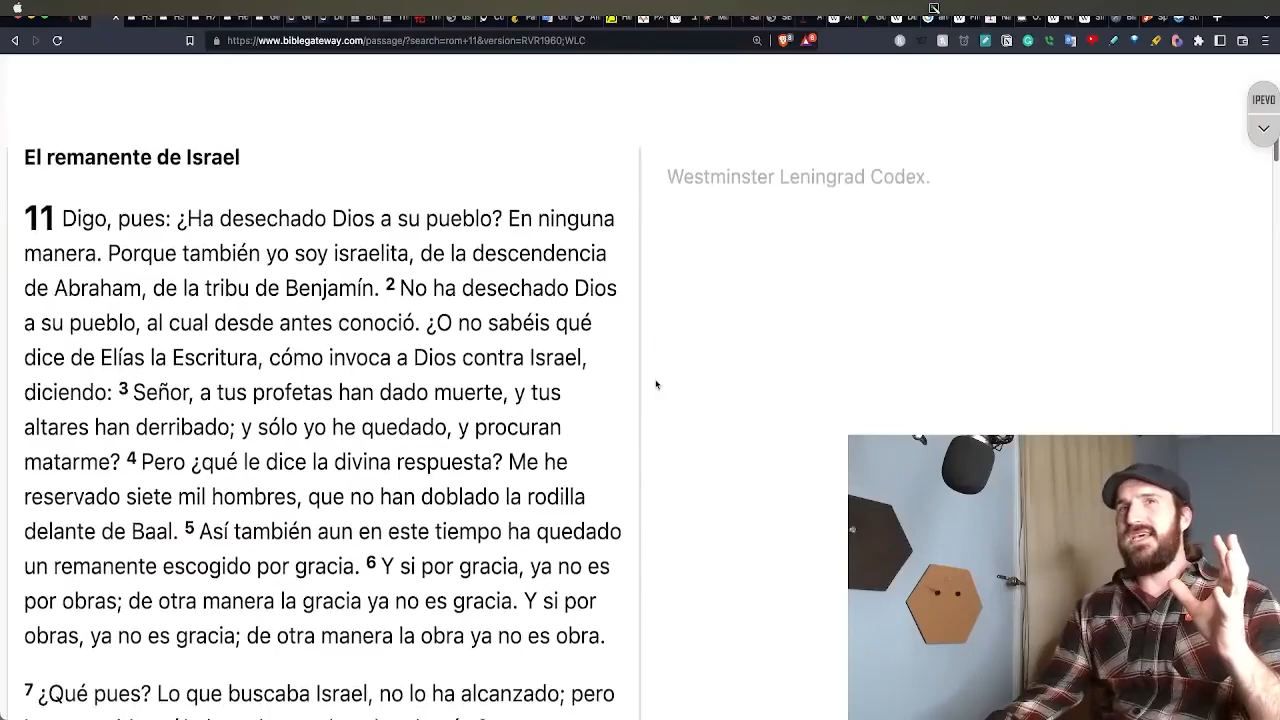 https://www.biblegateway.com/passage/?search=rom+11&version=RVR1960;WLC
IPEVO
El remanente de Israel
Westminster Leningrad Codex.
11 Digo, pues: ¿Ha desechado Dios a su pueblo? En ninguna
manera. Porque también yo soy israelita, de la descendencia
de Abraham, de la tribu de Benjamín. 2 No ha desechado Dios
a su pueblo, al cual desde antes conoció. ¿O no sabéis qué
dice de Elías la Escritura, cómo invoca a Dios contra Israel,
diciendo: 3 Señor, a tus profetas han dado muerte, y tus
altares han derribado; y sólo yo he quedado, y procuran
matarme? 4 Pero ¿qué le dice la divina respuesta? Me he
reservado siete mil hombres, que no han doblado la rodilla
delante de Baal. 5 Así también aun en este tiempo ha quedado
un remanente escogido por gracia. 6 Y si por gracia, ya no es
por obras; de otra manera la gracia ya no es gracia. Y si por
obras, ya no es gracia; de otra manera la obra ya no es obra.
7 ¿Qué pues? Lo que buscaba Israel, no lo ha alcanzado; pero